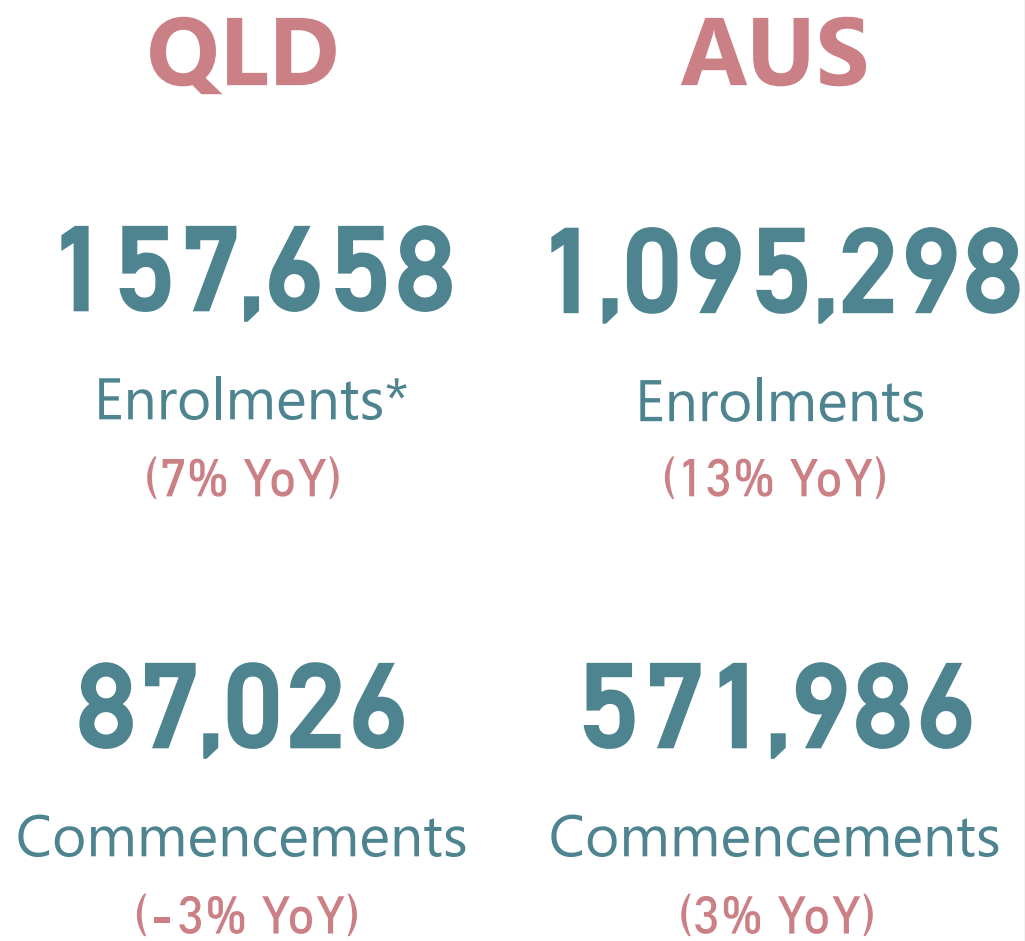 QLD
157,658
Enrolments*
(7% YoY)
87,026
Commencements
(-3% YoY)
AUS
1,095,298
Enrolments
(13% YoY)
571,986
Commencements
(3% YoY)